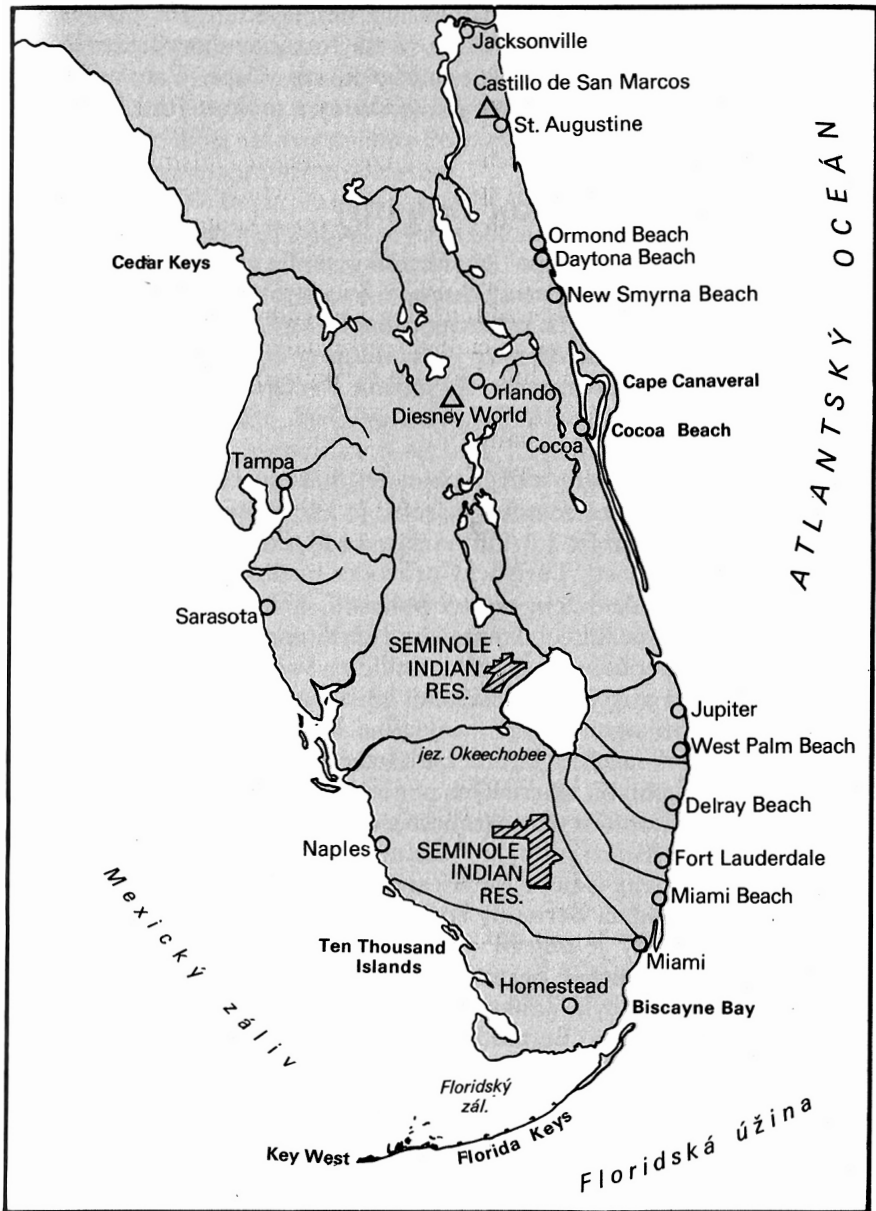 Jacksonville
Castillo de San Marcos
St. Augustine
ATLANTSKÝ OCEÁN
Ormond Beach
Daytona Beach
Cedar Keys
New Smyrna Beach
Cape Canaveral
Orlando
Diesney World
Cocoa
Cocoa Beach
Tampa
Sarasota
SEMINOLE
INDIAN
RES.
Jupiter
West Palm Beach
jez. Okeechobee
Delray Beach
Naples
SEMINOLE
INDIAN
RES.
Fort Lauderdale
Miami Beach
Mexický záliv
Ten Thousand
Islands
Miami
Homestead
Biscayne Bay
Floridský
zál.
Florida Keys
Key West
Floridská úžina